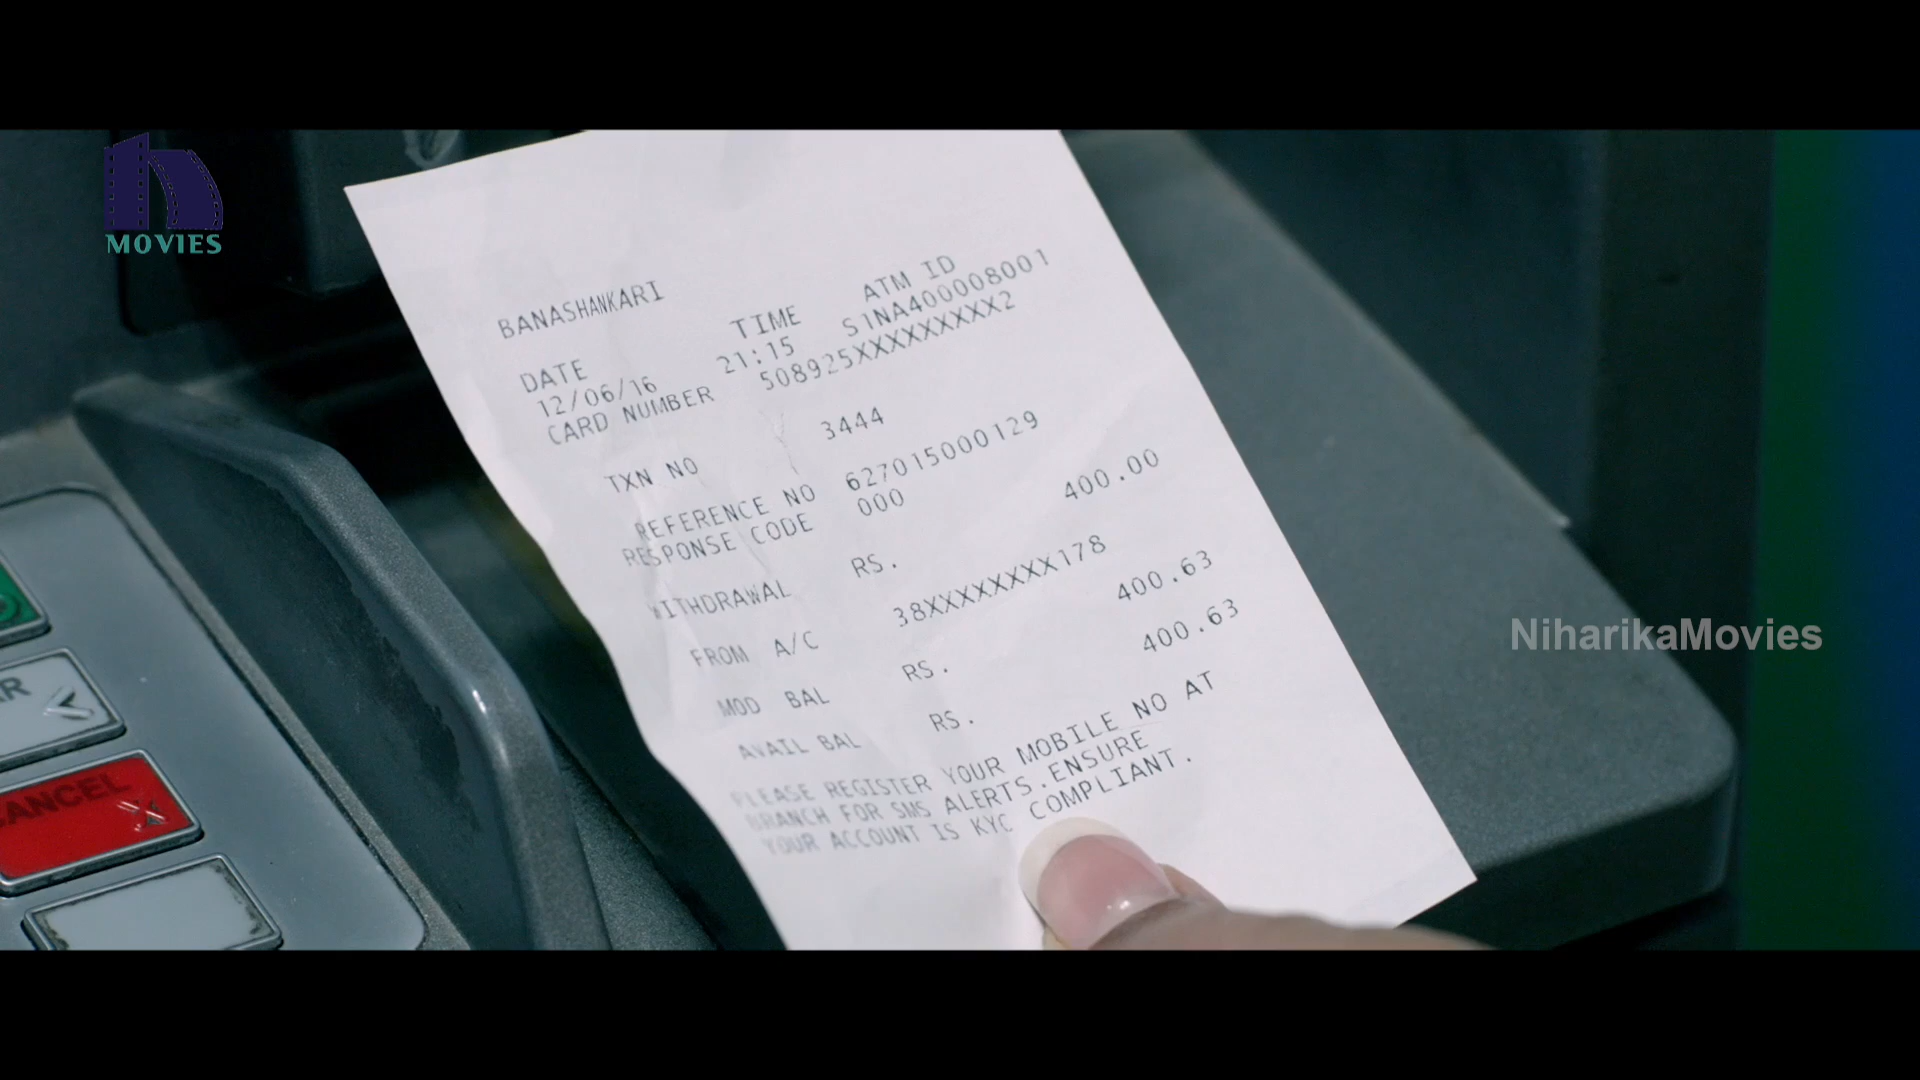 MOVIES
BANASHANKARI
DATE TIME ATM ID
12/06/16 21:15 S1NA400008001
CARD NUMBER 508925XXXXXXXXX2
TXN NO 3444
REFERENCE NO 627015000129
RESPONSE CODE 000
WITHDRAWAL RS. 400.00
FROM A/C 38XXXXXXXX178
MOD BAL RS. 400.63
AVAIL BAL RS. 400.63
PLEASE REGISTER YOUR MOBILE NO AT
BRANCH FOR SMS ALERTS.ENSURE
YOUR ACCOUNT IS KYC COMPLIANT.
CANCEL
NiharikaMovies